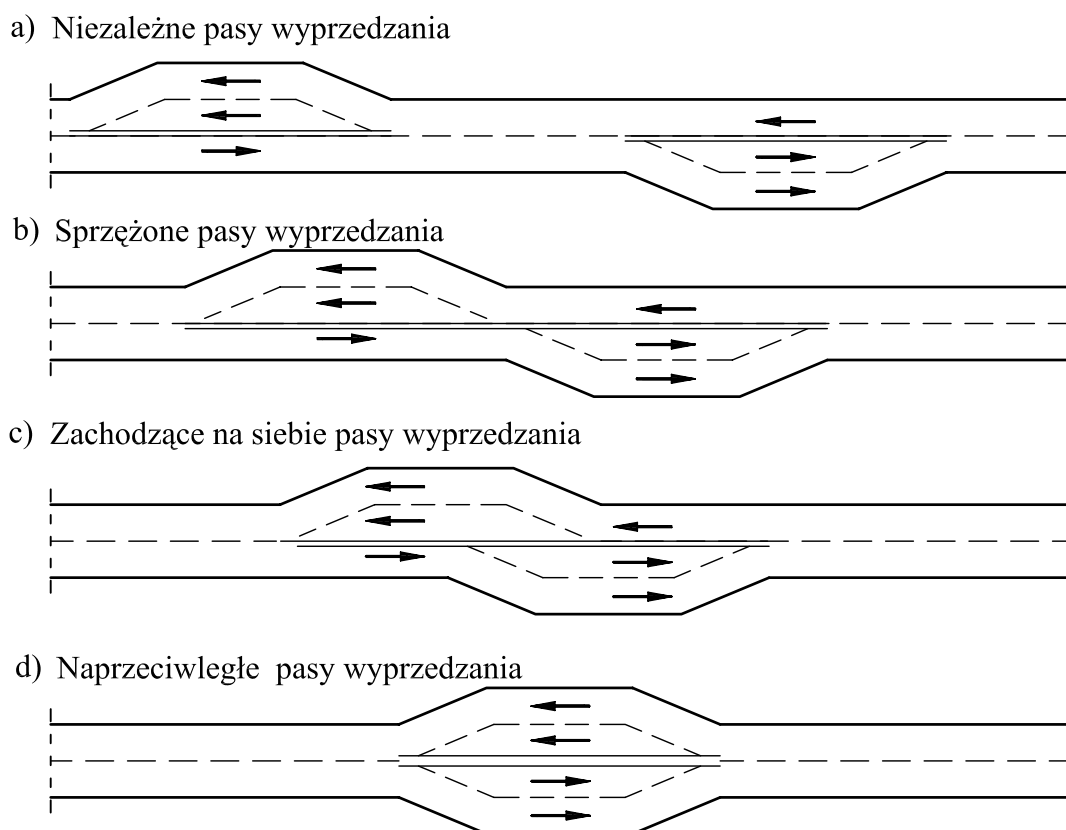 a) Niezależne pasy wyprzedzania
b) Sprzężone pasy wyprzedzania
c) Zachodzące na siebie pasy wyprzedzania
d) Naprzeciwległe pasy wyprzedzania